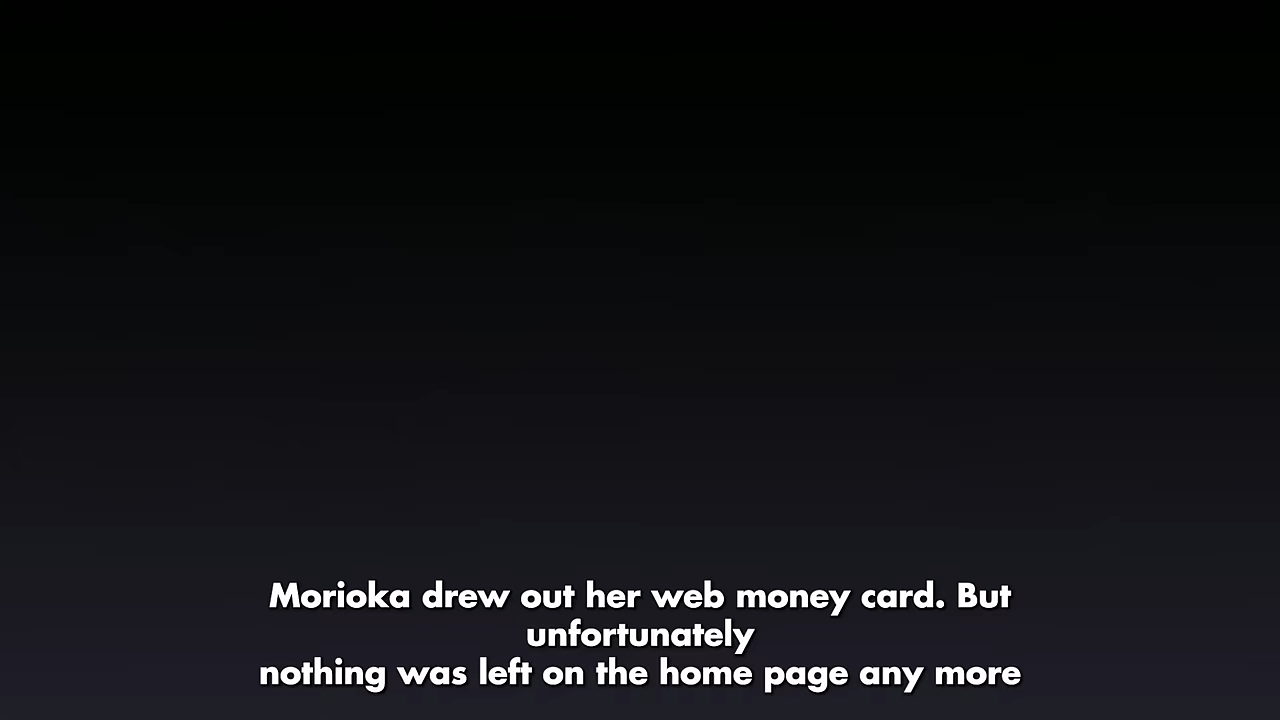 Morioka drew out her web money card. But
unfortunately
nothing was left on the home page any more